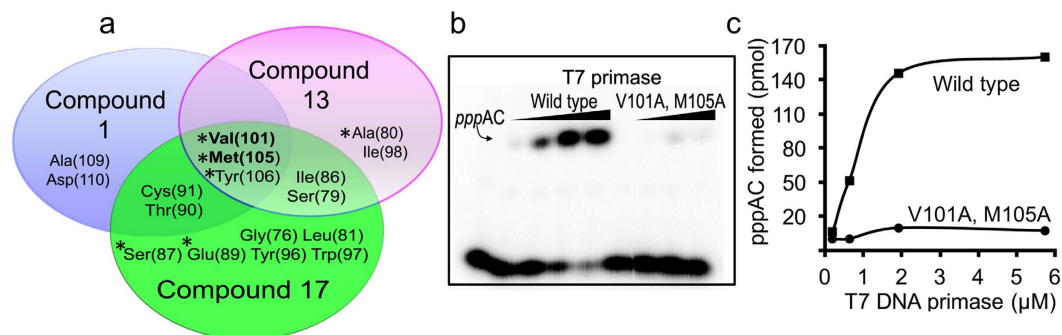 a
Compound
1
Compound
13
*Val(101)
*Met(105)
*Tyr(106)
*Ala(80)
Ile(98)
Ala(109)
Asp(110)
Cys(91)
Thr(90)
Ile(86)
Ser(79)
Gly(76) Leu(81)
*Ser(87) *Glu(89) Tyr(96) Trp(97)
Compound 17
b
T7 primase
Wild type V101A, M105A
pppAC
c
pppAC formed (pmol)
170
140
110
80
50
20
Wild type
V101A, M105A
0 1 2 3 4 5 6
T7 DNA primase (µM)